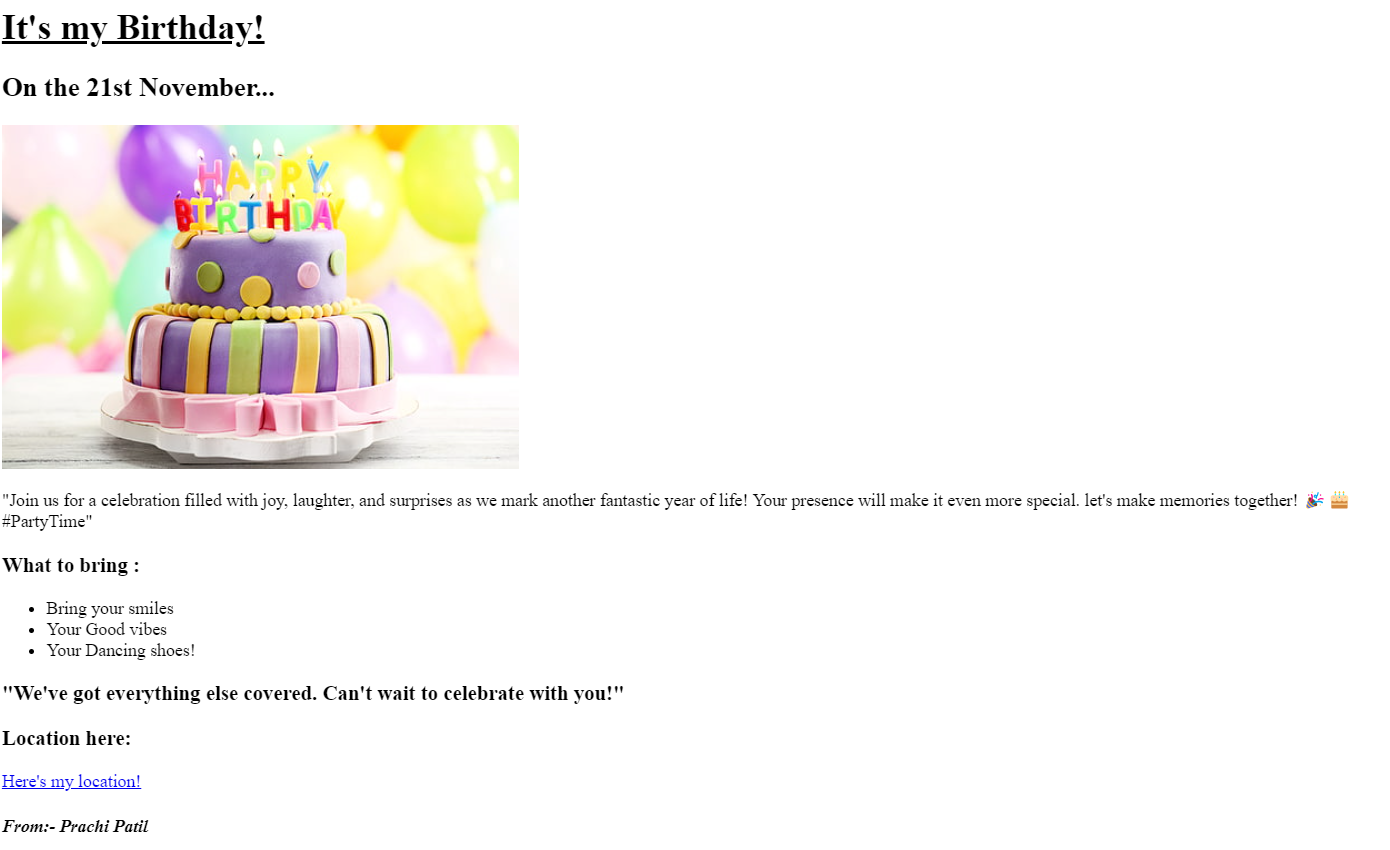 It's my Birthday!
On the 21st November...
HAPPY
BIRTHDAY
"Join us for a celebration filled with joy, laughter, and surprises as we mark another fantastic year of life! Your presence will make it even more special. let's make memories together! 🎉 🎂
#PartyTime"
What to bring :
• Bring your smiles
• Your Good vibes
• Your Dancing shoes!
"We've got everything else covered. Can't wait to celebrate with you!"
Location here:
Here's my location!
From:- Prachi Patil